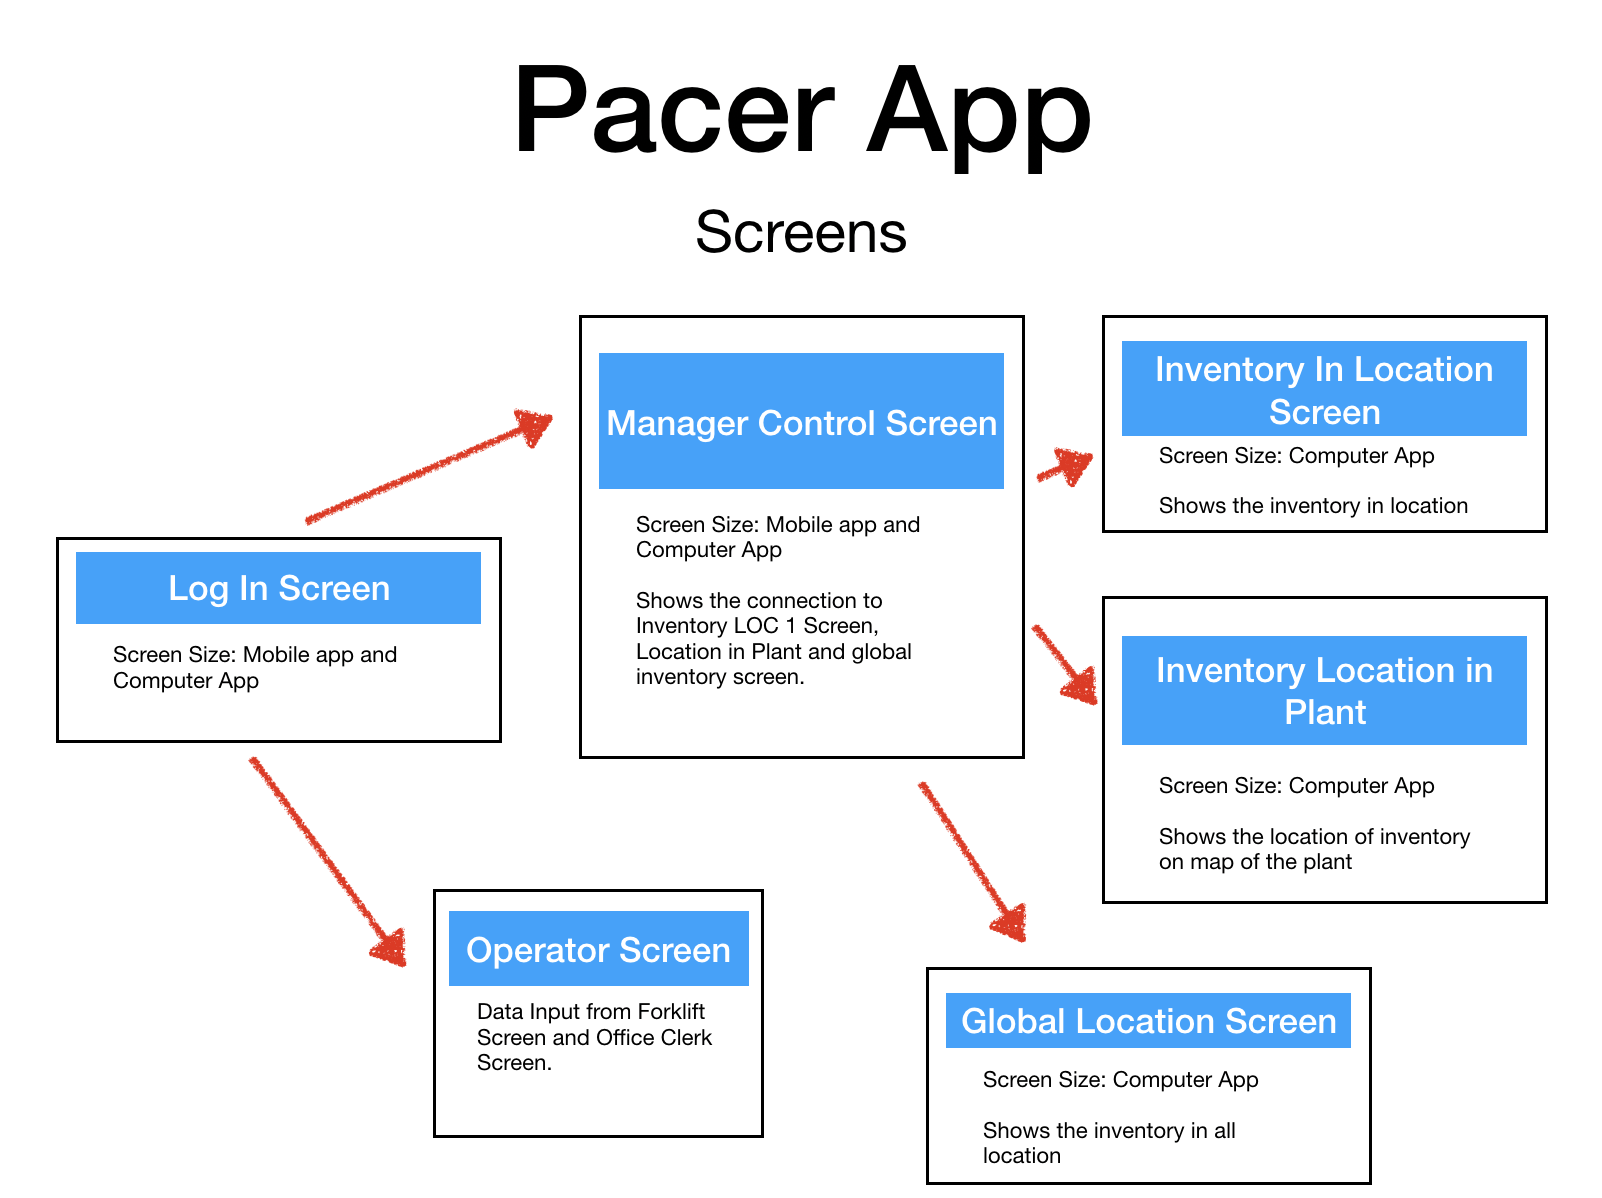 Pacer App
Screens
Log In Screen
Screen Size: Mobile app and
Computer App
Manager Control Screen
Screen Size: Mobile app and
Computer App
Shows the connection to
Inventory LOC 1 Screen,
Location in Plant and global
inventory screen.
Inventory In Location
Screen
Screen Size: Computer App
Shows the inventory in location
Inventory Location in
Plant
Screen Size: Computer App
Shows the location of inventory
on map of the plant
Operator Screen
Data Input from Forklift
Screen and Office Clerk
Screen.
Global Location Screen
Screen Size: Computer App
Shows the inventory in all
location